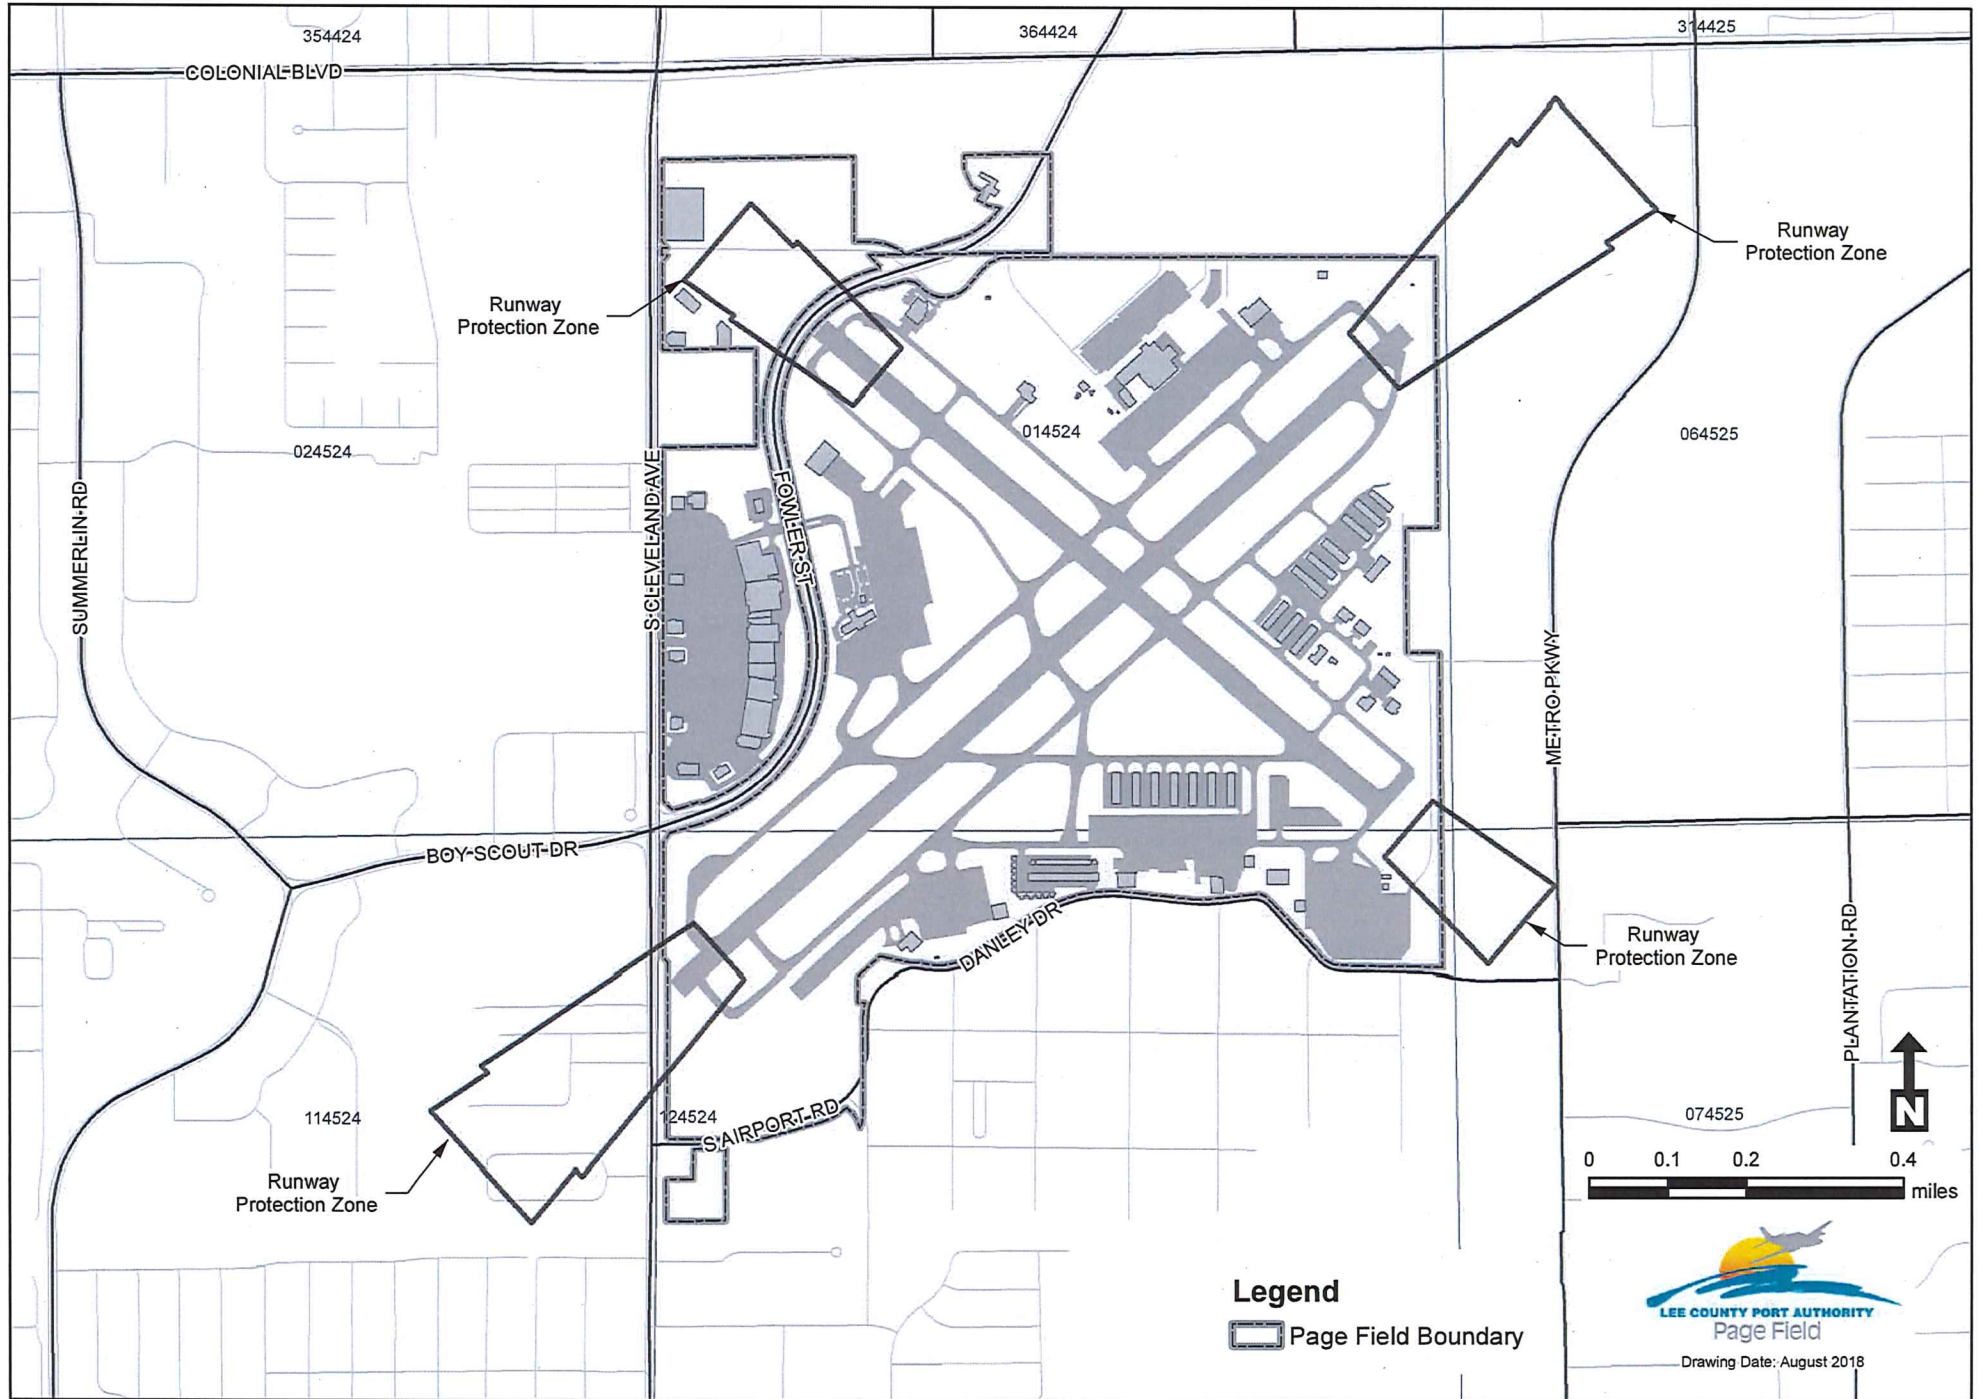 354424
364424
314425
COLONIAL BLVD
Runway
Protection Zone
Runway
Protection Zone
014524
064525
024524
SUMMERLIN RD
S CLEVELAND AVE
FOWLER ST
METRO PKWY
BOY SCOUT DR
DANLEY DR
Runway
Protection Zone
PLANTATION RD
N
114524
124524
S AIRPORT RD
074525
Runway
Protection Zone
0 0.1 0.2 0.4
miles
Legend
Page Field Boundary
LEE COUNTY PORT AUTHORITY
Page Field
Drawing Date: August 2018